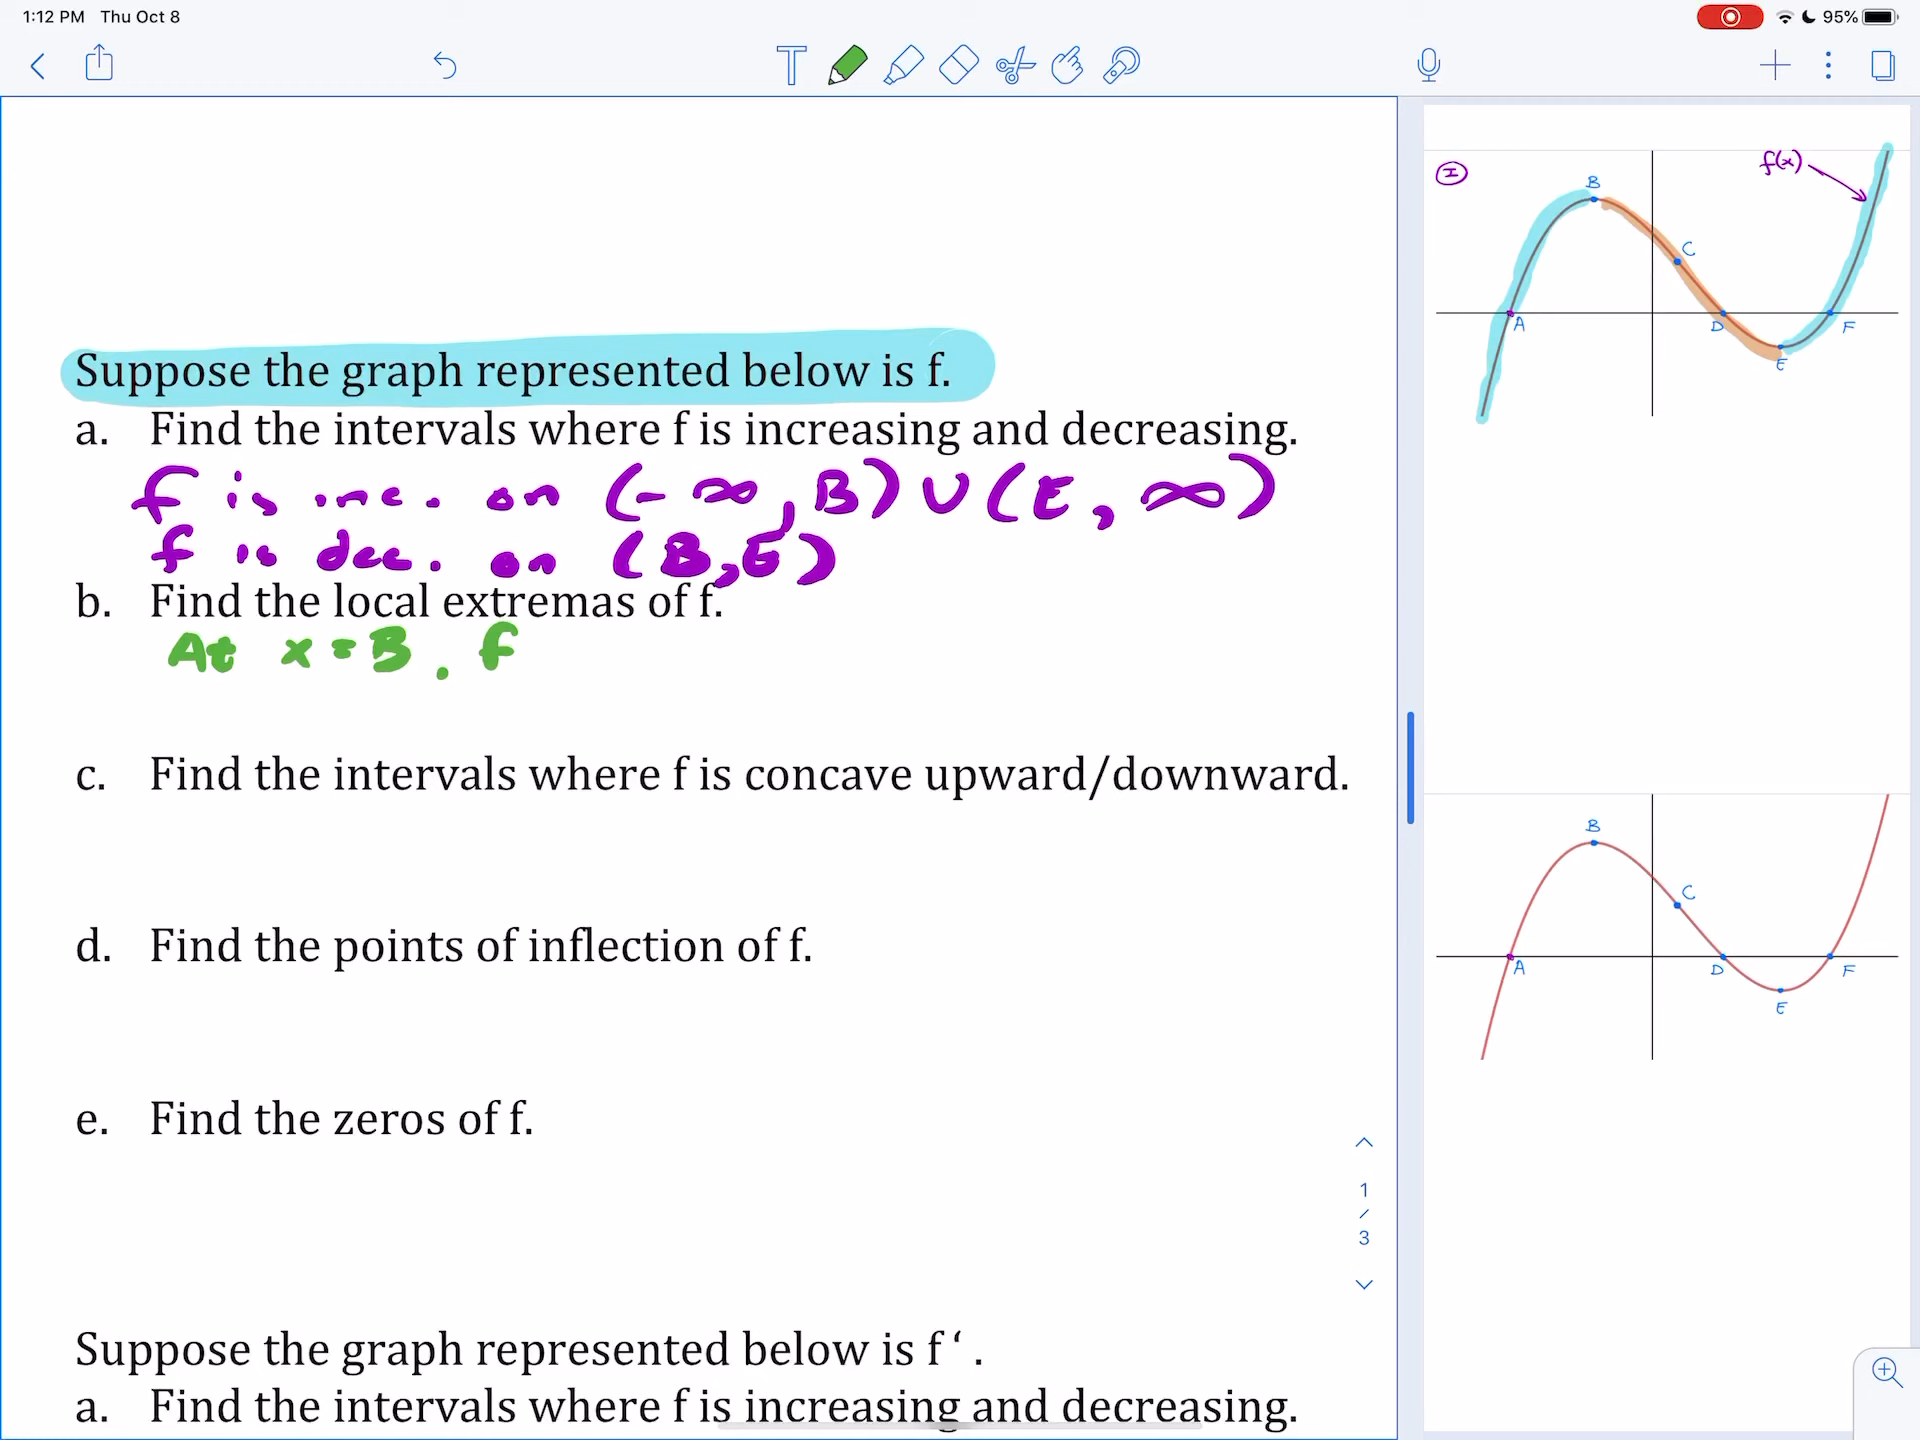 1:12 PM Thu Oct 8
95%
Suppose the graph represented below is f.
a. Find the intervals where f is increasing and decreasing.
f is inc. on (-∞, B) ∪ (E, ∞)
f is dec. on (B, E)
b. Find the local extremas of f.
At x = B, f
c. Find the intervals where f is concave upward/downward.
d. Find the points of inflection of f.
e. Find the zeros of f.
1
/
3
Suppose the graph represented below is f ‘ .
a. Find the intervals where f is increasing and decreasing.
I
f(x)
B
C
A
D
E
F
B
C
A
D
F
E